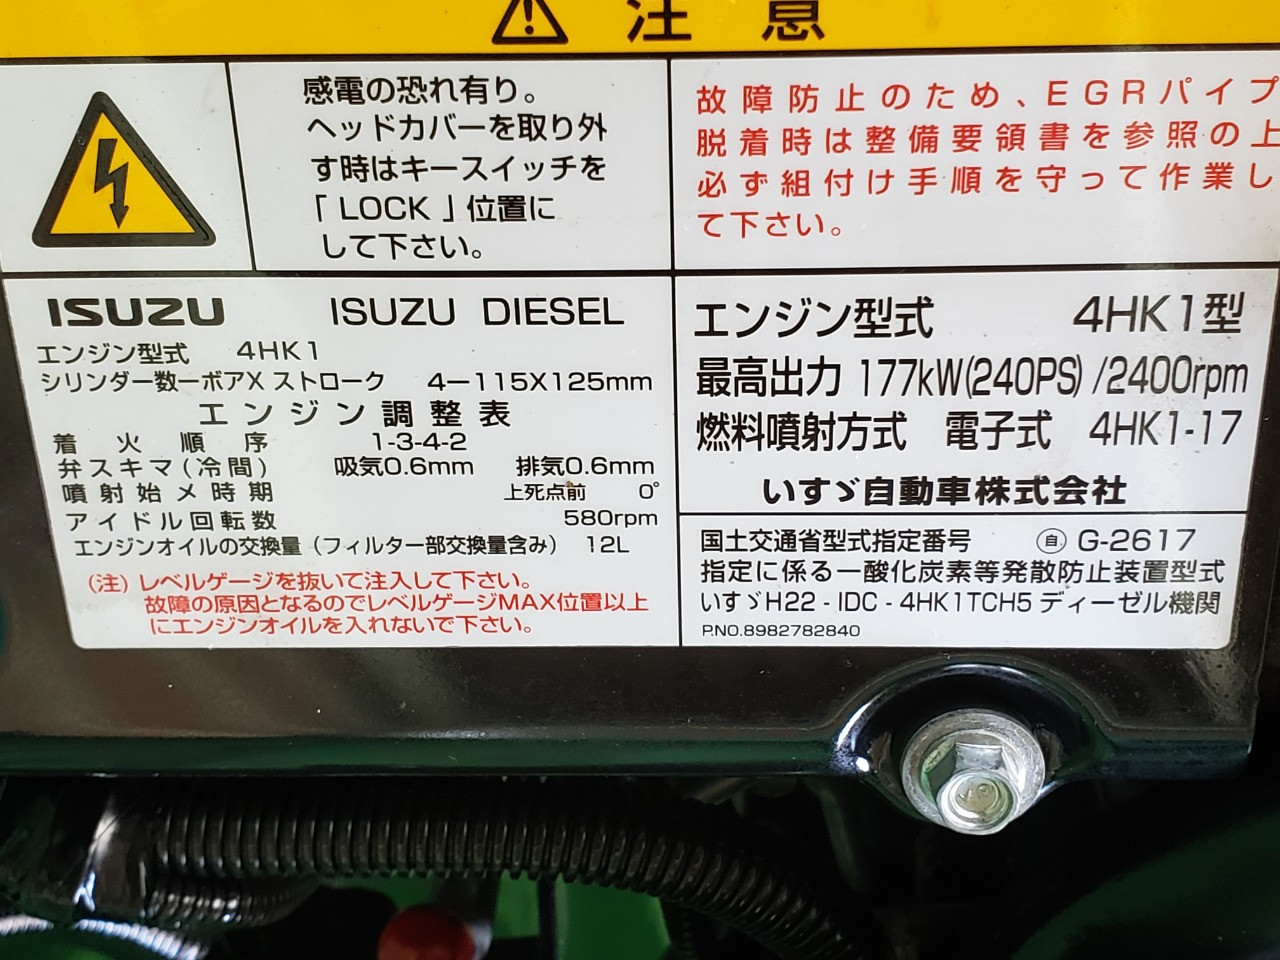 注意
感電の恐れ有り。
ヘッドカバーを取り外
す時はキースイッチを
「LOCK」位置に
して下さい。
故障防止のため、EGRパイプ
脱着時は整備要領書を参照の上
必ず組付け手順を守って作業し
て下さい。
ISUZU ISUZU DIESEL
エンジン型式 4HK1
シリンダー数ーボアX ストローク 4－115X125mm
エンジン調整表
着火順序 1-3-4-2
弁スキマ(冷間) 吸気0.6mm 排気0.6mm
噴射始メ時期 上死点前 0°
アイドル回転数 580rpm
エンジンオイルの交換量(フィルター部交換量含み) 12L
(注)レベルゲージを抜いて注入して下さい。
故障の原因となるのでレベルゲージMAX位置以上
にエンジンオイルを入れないで下さい。
エンジン型式 4HK1型
最高出力 177kW(240PS)/2400rpm
燃料噴射方式 電子式 4HK1-17
いすゞ自動車株式会社
国土交通省型式指定番号 ㊀自 G-2617
指定に係る一酸化炭素等発散防止装置型式
いすゞH22-IDC-4HK1TCH5ディーゼル機関
P.NO.8982782840